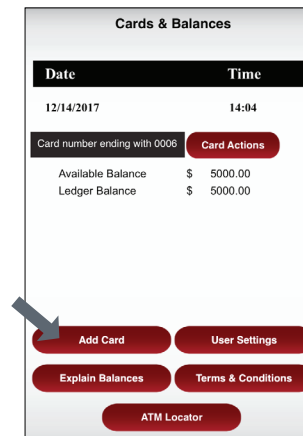 Cards & Balances
Date Time
12/14/2017 14:04
Card number ending with 0006 Card Actions
Available Balance $ 5000.00
Ledger Balance $ 5000.00
Add Card User Settings
Explain Balances Terms & Conditions
ATM Locator